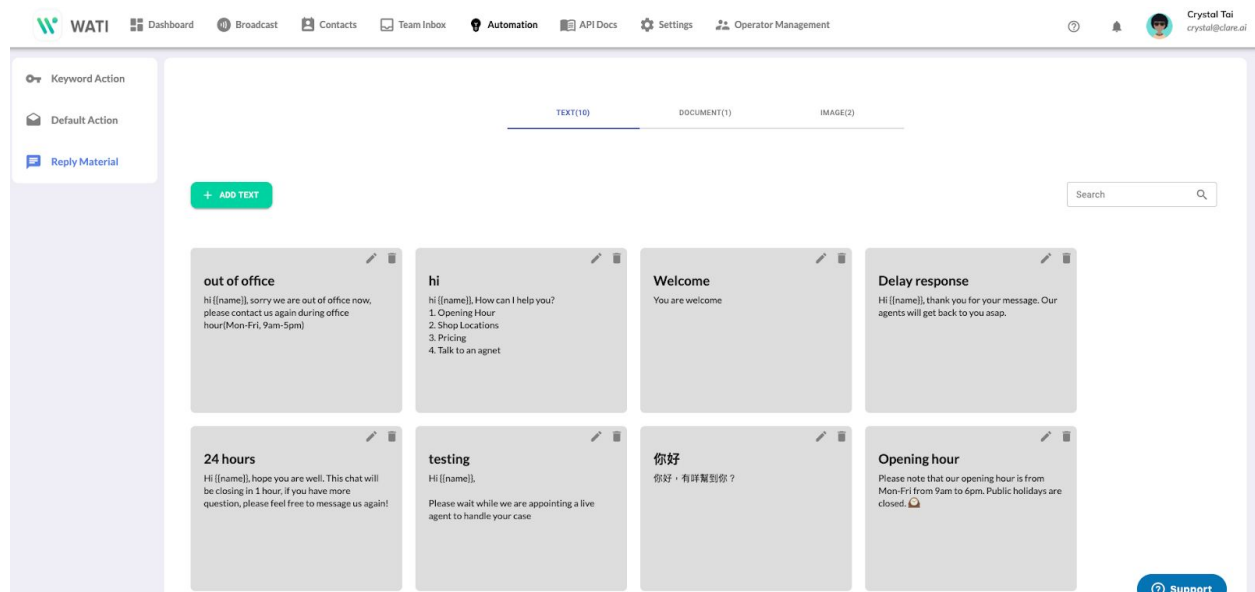 WATI
Dashboard
Broadcast
Contacts
Team Inbox
Automation
API Docs
Settings
Operator Management
Crystal Tai
crystal@clare.ai
Keyword Action
Default Action
Reply Material
TEXT(10)
DOCUMENT(1)
IMAGE(2)
+ ADD TEXT
Search
out of office
hi {{name}}, sorry we are out of office now,
please contact us again during office
hour(Mon-Fri, 9am-5pm)
hi
hi {{name}}, How can I help you?
1. Opening Hour
2. Shop Locations
3. Pricing
4. Talk to an agnet
Welcome
You are welcome
Delay response
Hi {{name}}, thank you for your message. Our
agents will get back to you asap.
24 hours
Hi {{name}}, hope you are well. This chat will
be closing in 1 hour, if you have more
question, please feel free to message us again!
testing
Hi {{name}},
Please wait while we are appointing a live
agent to handle your case
你好
你好，有咩幫到你？
Opening hour
Please note that our opening hour is from
Mon-Fri from 9am to 6pm. Public holidays are
closed. 🕰️
Support